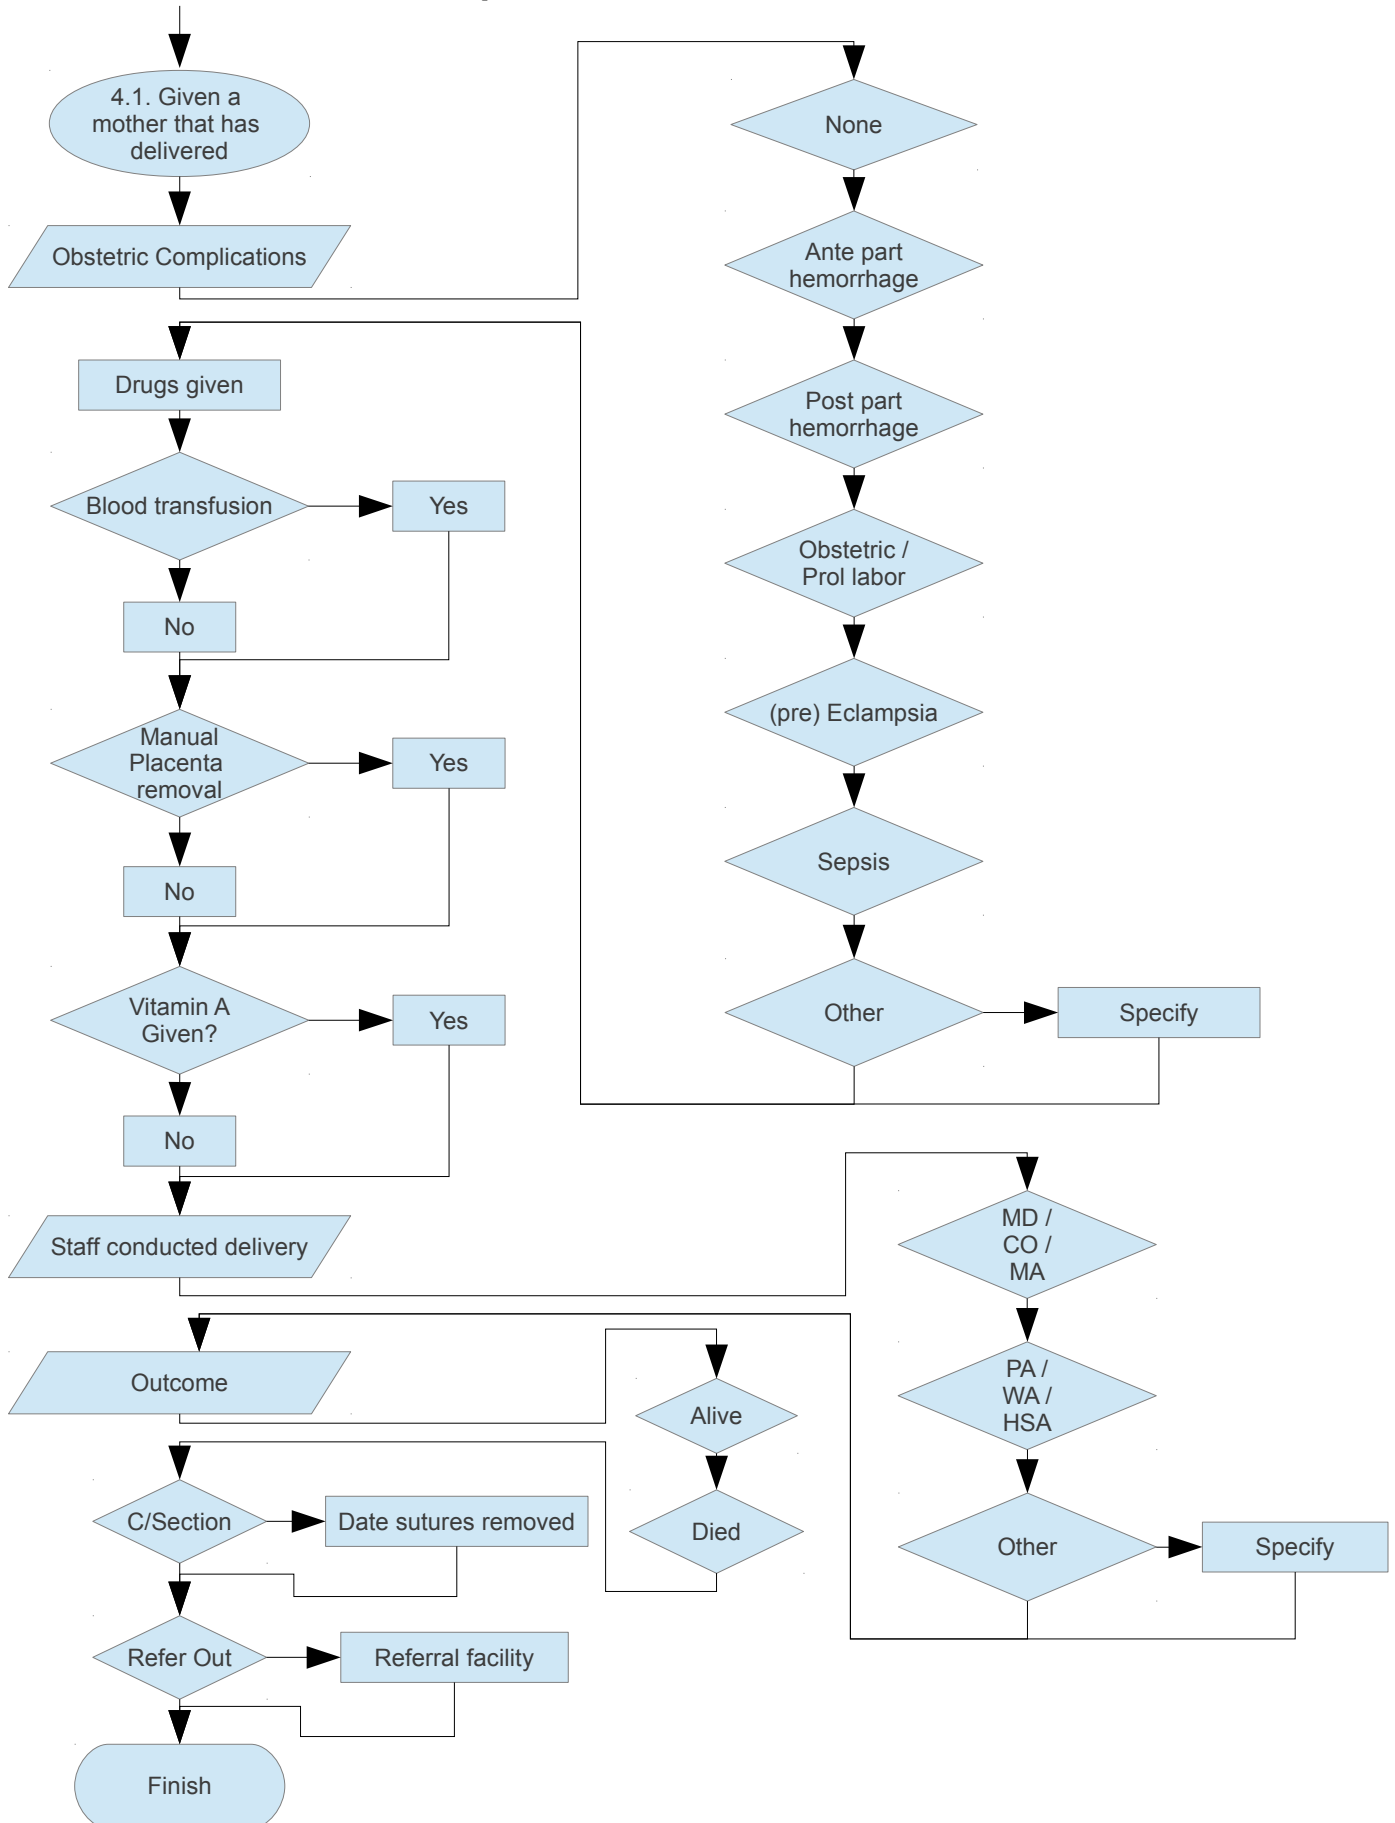 4.1. Given a
mother that has
delivered
Obstetric Complications
None
Ante part
hemorrhage
Post part
hemorrhage
Obstetric /
Prol labor
(pre) Eclampsia
Sepsis
Other
Specify
Drugs given
Blood transfusion
Yes
No
Manual
Placenta
removal
Yes
No
Vitamin A
Given?
Yes
No
Staff conducted delivery
MD /
CO /
MA
PA /
WA /
HSA
Other
Specify
Outcome
Alive
Died
C/Section
Date sutures removed
Refer Out
Referral facility
Finish